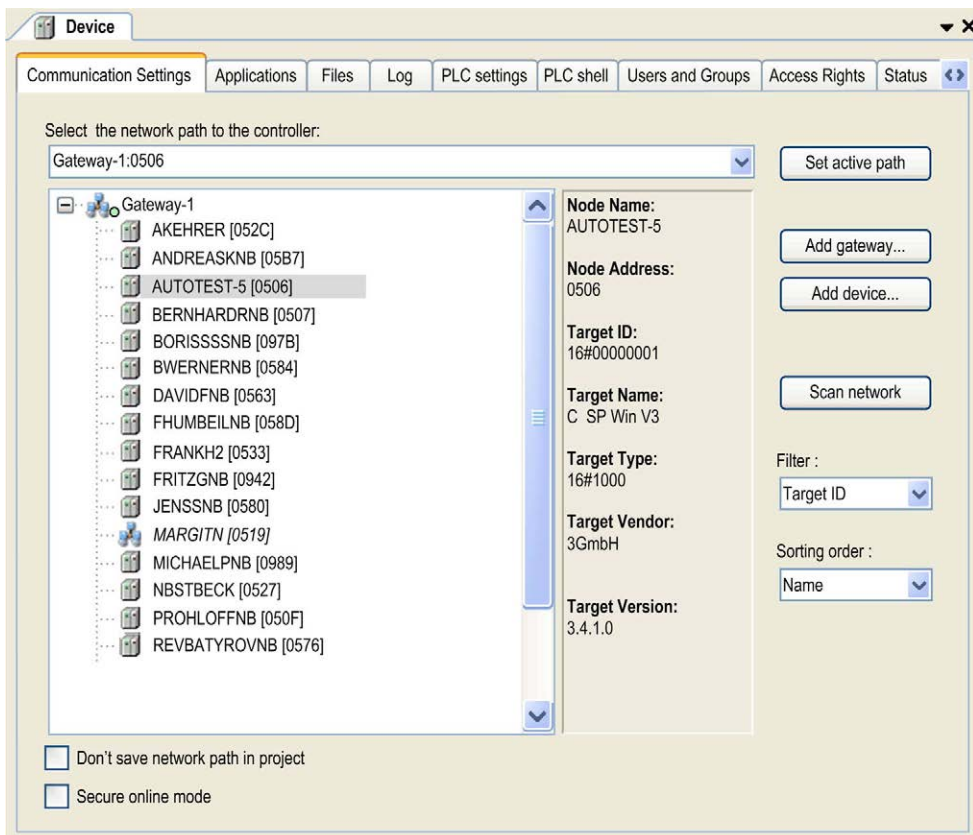 Device
Communication Settings Applications Files Log PLC settings PLC shell Users and Groups Access Rights Status
Select the network path to the controller:
Gateway-1:0506
Set active path
Gateway-1
AKEHRER [052C]
ANDREASKNB [05B7]
AUTOTEST-5 [0506]
BERNHARDRNB [0507]
BORISSSSNB [097B]
BWERNERNB [0584]
DAVIDFNB [0563]
FHUMBEILNB [058D]
FRANKH2 [0533]
FRITZGNB [0942]
JENSSNB [0580]
MARGITN [0519]
MICHAELPNB [0989]
NBSTBECK [0527]
PROHLOFFNB [050F]
REVBATYROVNB [0576]
Node Name:
AUTOTEST-5
Node Address:
0506
Target ID:
16#00000001
Target Name:
C SP Win V3
Target Type:
16#1000
Target Vendor:
3GmbH
Target Version:
3.4.1.0
Add gateway...
Add device...
Scan network
Filter :
Target ID
Sorting order :
Name
Don't save network path in project
Secure online mode